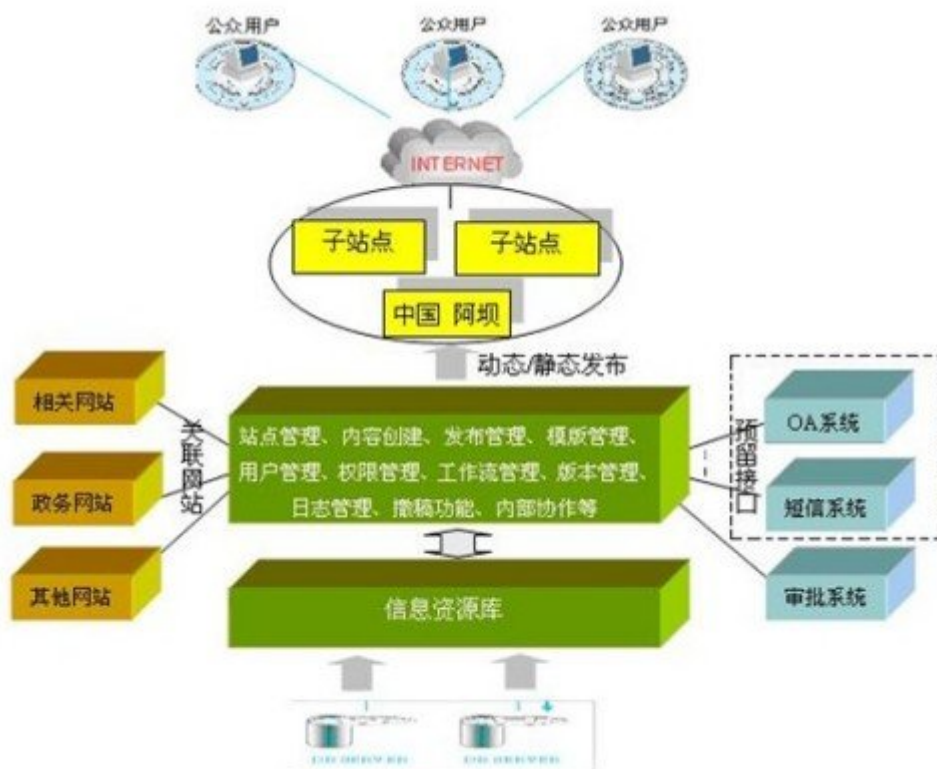 公众用户
公众用户
公众用户
INTERNET
子站点
子站点
中国 阿坝
动态/静态发布
相关网站
政务网站
其他网站
关联网站
站点管理、内容创建、发布管理、模版管理、
用户管理、权限管理、工作流管理、版本管理、
日志管理、撤稿功能、内部协作等
预留接口
OA系统
短信系统
审批系统
信息资源库
DB SERVER
DB SERVER